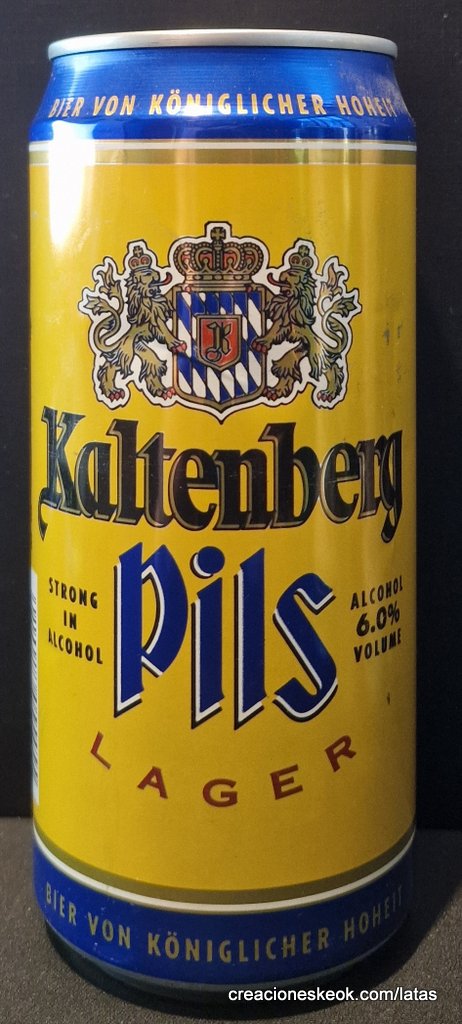 BIER VON KÖNIGLICHER HOHEIT
K
Kaltenberg
Pils
STRONG
IN
ALCOHOL
ALCOHOL
6.0%
VOLUME
LAGER
BIER VON KÖNIGLICHER HOHEIT
creacioneskeok.com/latas